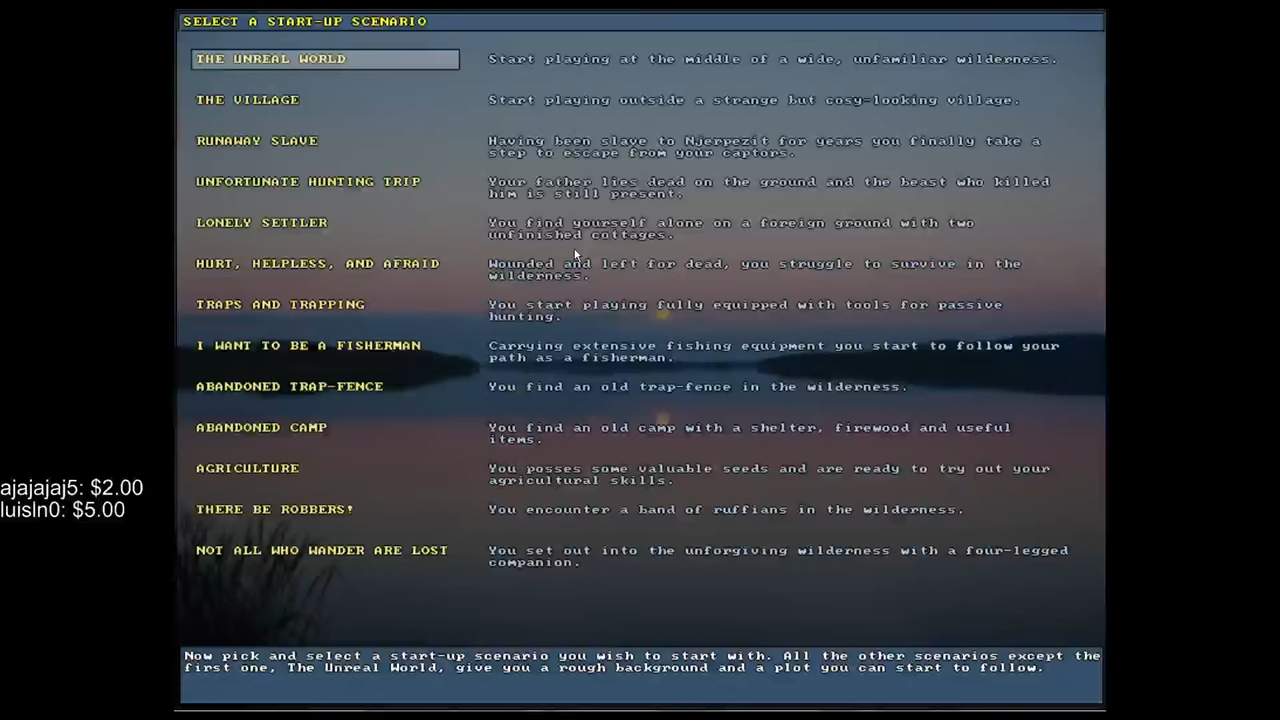 SELECT A START-UP SCENARIO
THE UNREAL WORLD
Start playing at the middle of a wide, unfamiliar wilderness.
THE VILLAGE
Start playing outside a strange but cosy-looking village.
RUNAWAY SLAVE
Having been slave to Njerpezit for years you finally take a
step to escape from your captors.
UNFORTUNATE HUNTING TRIP
Your father lies dead on the ground and the beast who killed
him is still present.
LONELY SETTLER
You find yourself alone on a foreign ground with two
unfinished cottages.
HURT, HELPLESS, AND AFRAID
Wounded and left for dead, you struggle to survive in the
wilderness.
TRAPS AND TRAPPING
You start playing fully equipped with tools for passive
hunting.
I WANT TO BE A FISHERMAN
Carrying extensive fishing equipment you start to follow your
path as a fisherman.
ABANDONED TRAP-FENCE
You find an old trap-fence in the wilderness.
ABANDONED CAMP
You find an old camp with a shelter, firewood and useful
items.
AGRICULTURE
You posses some valuable seeds and are ready to try out your
agricultural skills.
ajajajaj5: $2.00
luisln0: $5.00
THERE BE ROBBERS!
You encounter a band of ruffians in the wilderness.
NOT ALL WHO WANDER ARE LOST
You set out into the unforgiving wilderness with a four-legged
companion.
Now pick and select a start-up scenario you wish to start with. All the other scenarios except the
first one, The Unreal World, give you a rough background and a plot you can start to follow.